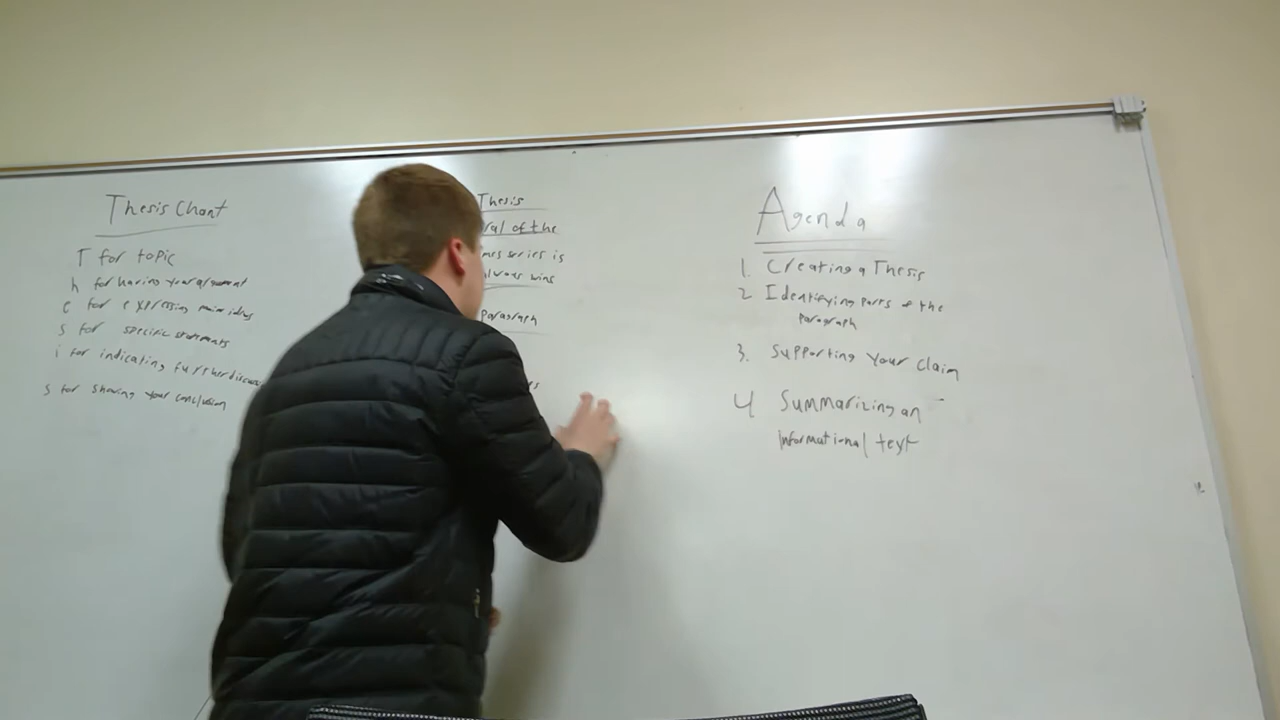 Thesis Chart
T for topic
h for having your argument
e for expressing main ideas
s for specific statements
i for indicating further
s for showing your conclusion
Thesis
of the
series is
always wins
Paragraph
Agenda
1. Creating a Thesis
2 Identifying parts of the
paragraph
3. Supporting Your Claim
4 Summarizing an
Informational text